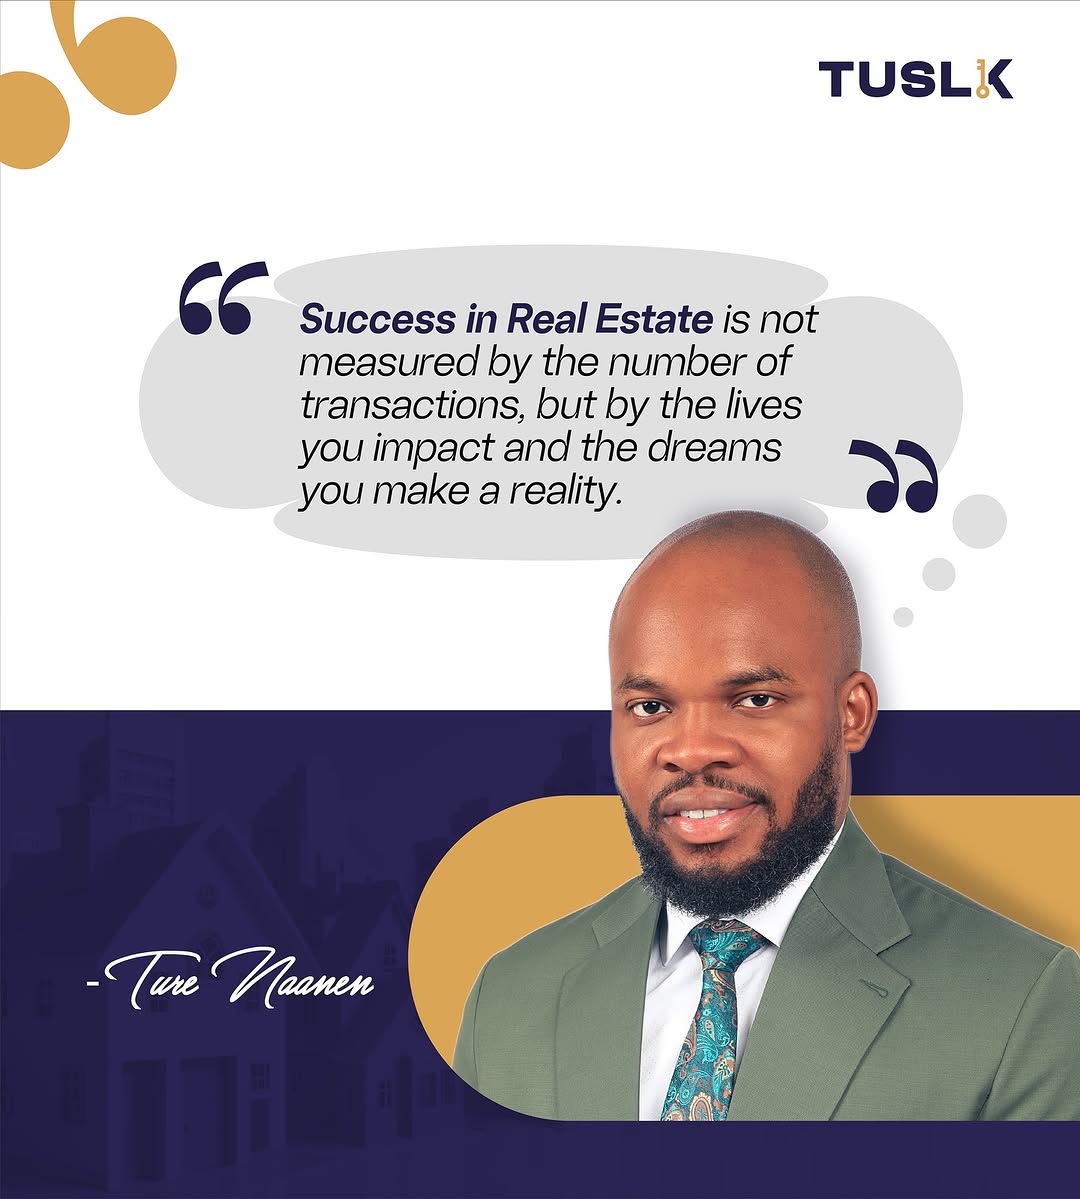 TUSLK
“Success in Real Estate is not
measured by the number of
transactions, but by the lives
you impact and the dreams
you make a reality.”
- Ture Naanen